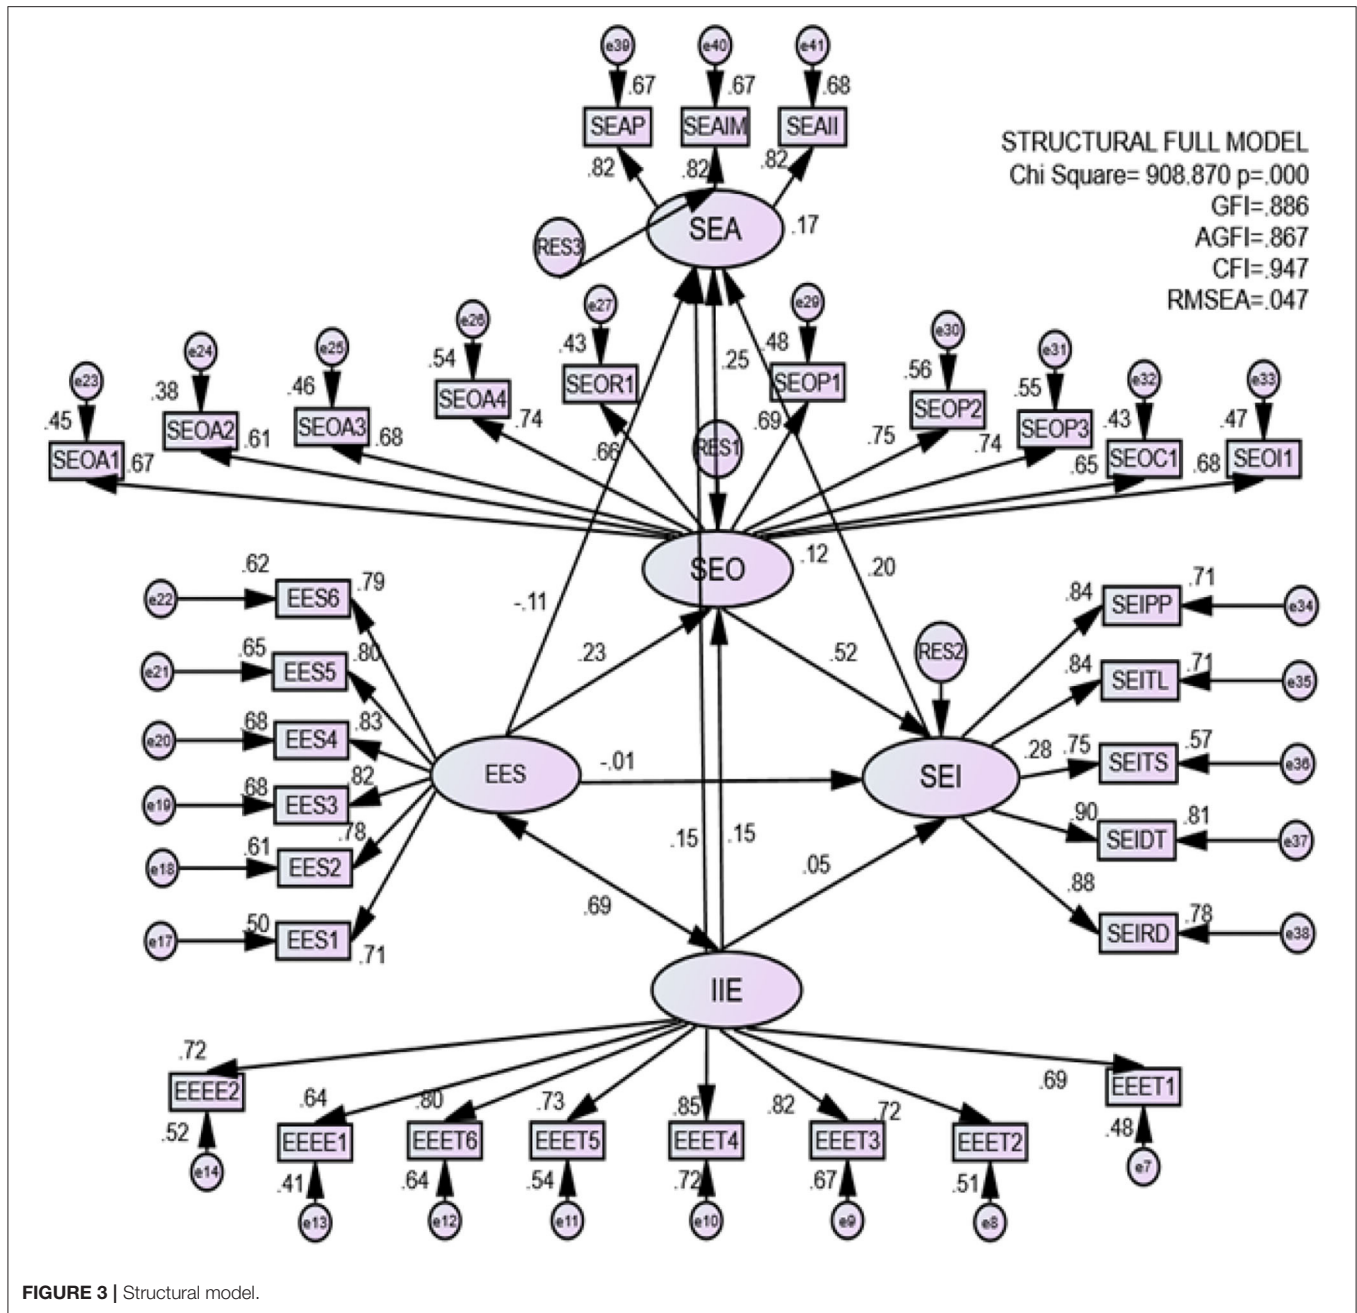 e39 e40 e41
.67 .67 .68
SEAP SEAIM SEAII
.82 .82 .82
STRUCTURAL FULL MODEL
Chi Square= 908.870 p=.000
GFI=.886
AGFI=.867
CFI=.947
RMSEA=.047
RES3 SEA .17
e23 e24 e25 e26 e27 e29 e30 e31 e32 e33
.45 .38 .46 .54 .43 .48 .56 .55 .43 .47
SEOA1 SEOA2 SEOA3 SEOA4 SEOR1 SEOP1 SEOP2 SEOP3 SEOC1 SEOI1
.67 .61 .68 .74 .66 .69 .75 .74 .65 .68
.25
RES1
SEO .12
-.11 .20
.23 .52
RES2
e22 .62 EES6 .79
e21 .65 EES5 .80
e20 .68 EES4 .83
e19 .68 EES3 .82
e18 .61 EES2 .78
e17 .50 EES1 .71
EES -.01 SEI .28
.84 SEIPP .71 e34
.84 SEITL .71 e35
.75 SEITS .57 e36
.90 SEIDT .81 e37
.88 SEIRD .78 e38
.15 .15 .05
.69
IIE
.72 .64 .80 .73 .85 .82 .72 .69
EEEE2 EEEE1 EEET6 EEET5 EEET4 EEET3 EEET2 EEET1
.52 .41 .64 .54 .72 .67 .51 .48
e14 e13 e12 e11 e10 e9 e8 e7
FIGURE 3 | Structural model.